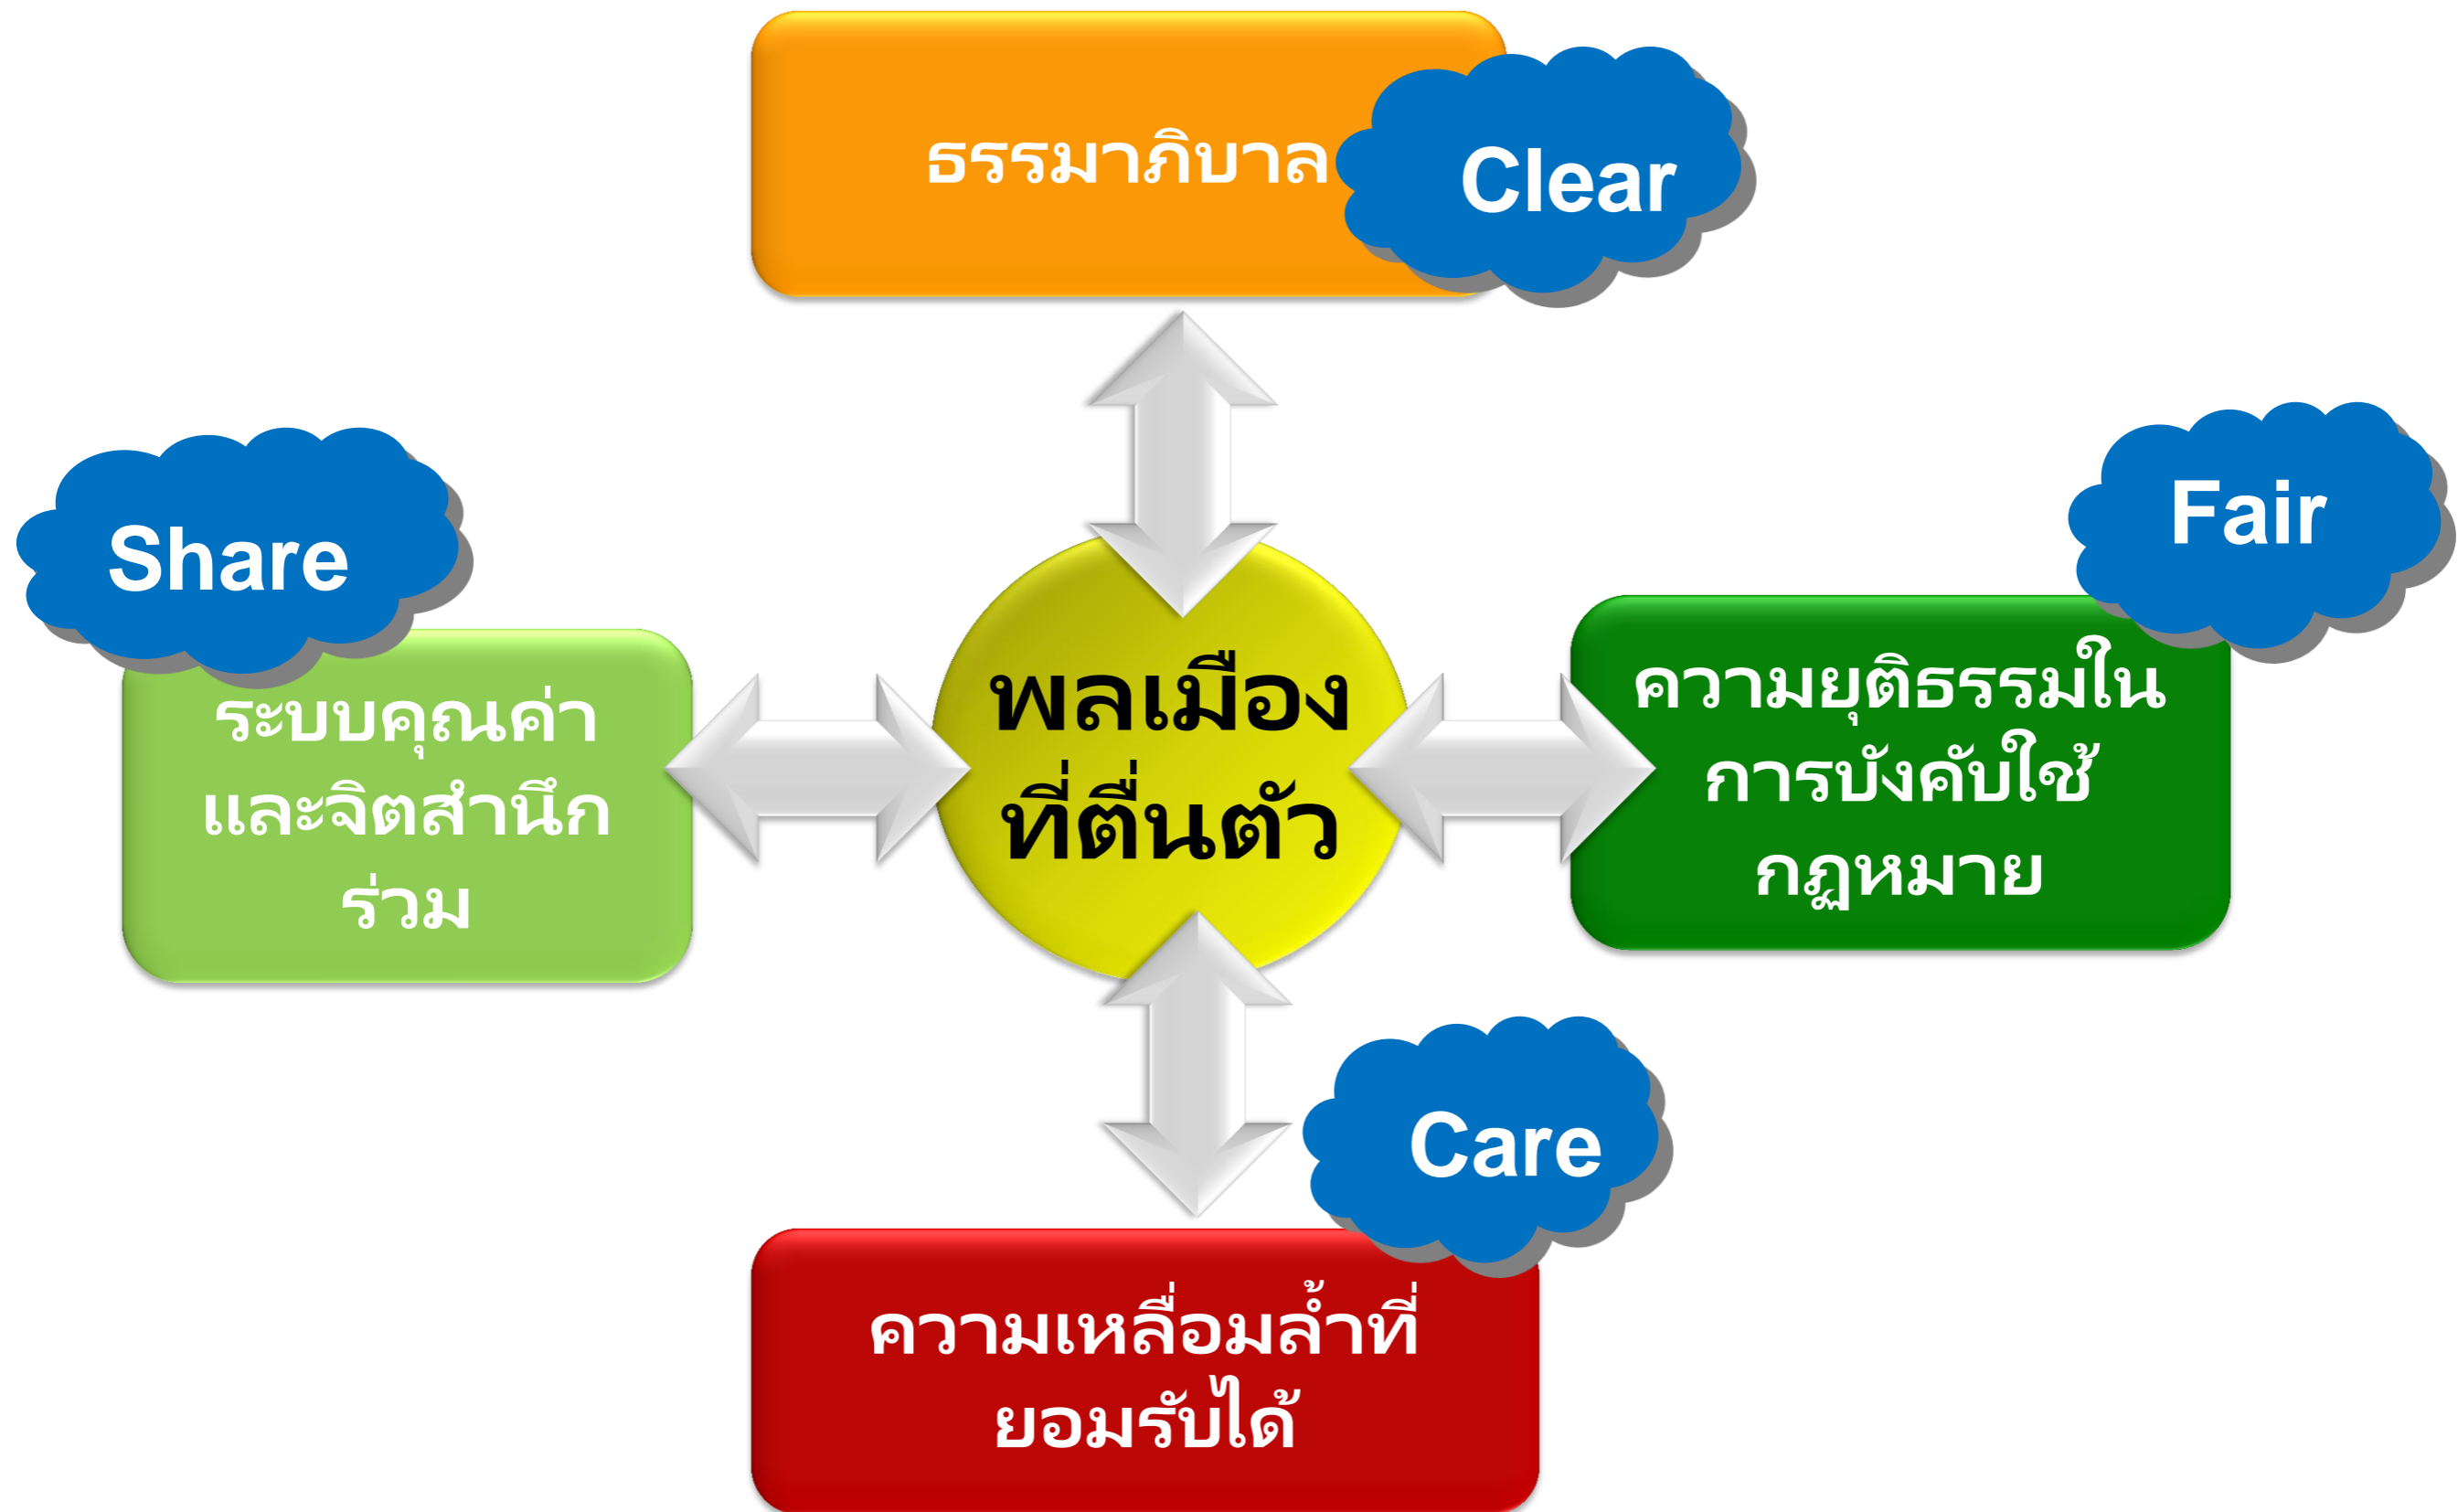 ธรรมาภิบาล
Clear
Share
Fair
ระบบคุณค่า
และจิตสำนึก
ร่วม
พลเมือง
ที่ตื่นตัว
ความยุติธรรมใน
การบังคับใช้
กฎหมาย
Care
ความเหลื่อมล้ำที่
ยอมรับได้